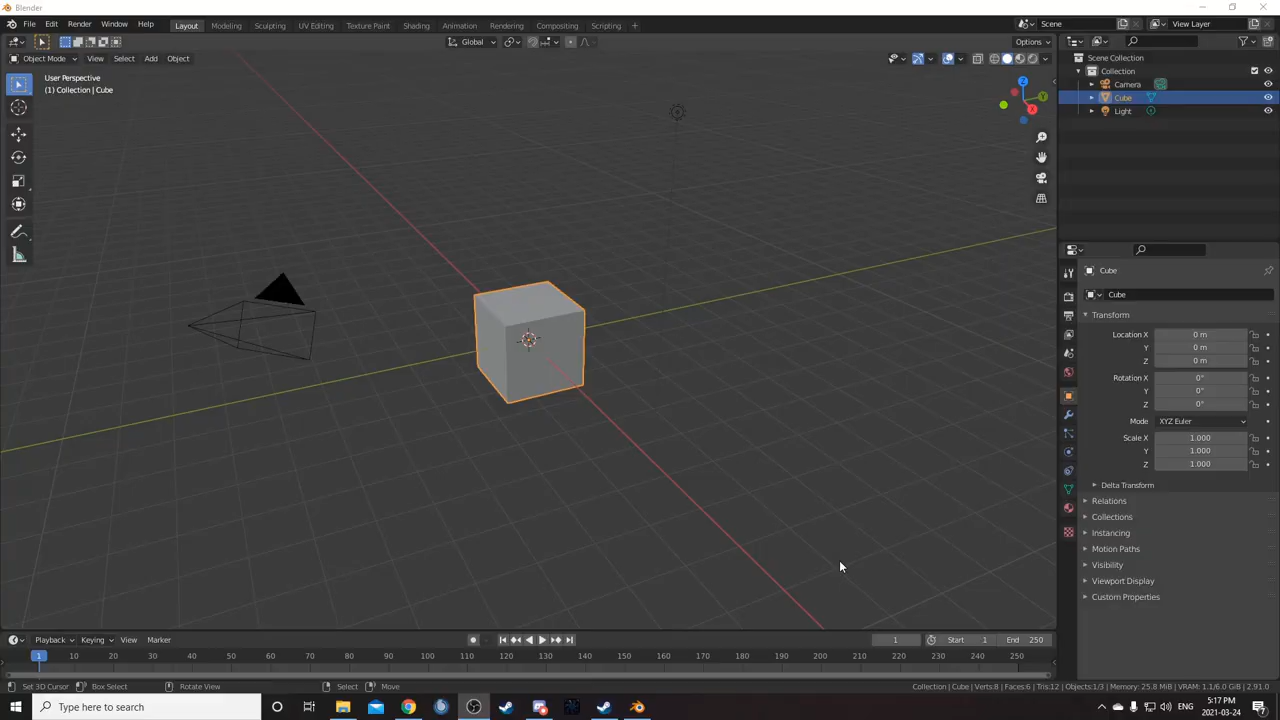 Blender
File Edit Render Window Help Layout Modeling Sculpting UV Editing Texture Paint Shading Animation Rendering Compositing Scripting + Scene View Layer
Global Options
Object Mode View Select Add Object
User Perspective
(1) Collection | Cube
Z
Y
X
Scene Collection
Collection
Camera
Cube
Light
Cube
Cube
Transform
Location X 0 m
Y 0 m
Z 0 m
Rotation X 0°
Y 0°
Z 0°
Mode XYZ Euler
Scale X 1.000
Y 1.000
Z 1.000
Delta Transform
Relations
Collections
Instancing
Motion Paths
Visibility
Viewport Display
Custom Properties
Playback Keying View Marker 1 Start 1 End 250
1 10 20 30 40 50 60 70 80 90 100 110 120 130 140 150 160 170 180 190 200 210 220 230 240 250
Set 3D Cursor Box Select Rotate View Select Move Collection | Cube | Verts:8 | Faces:6 | Tris:12 | Objects:1/3 | Memory: 25.8 MiB | VRAM: 1.1/6.0 GiB | 2.91.0
Type here to search
5:17 PM
2021-03-24